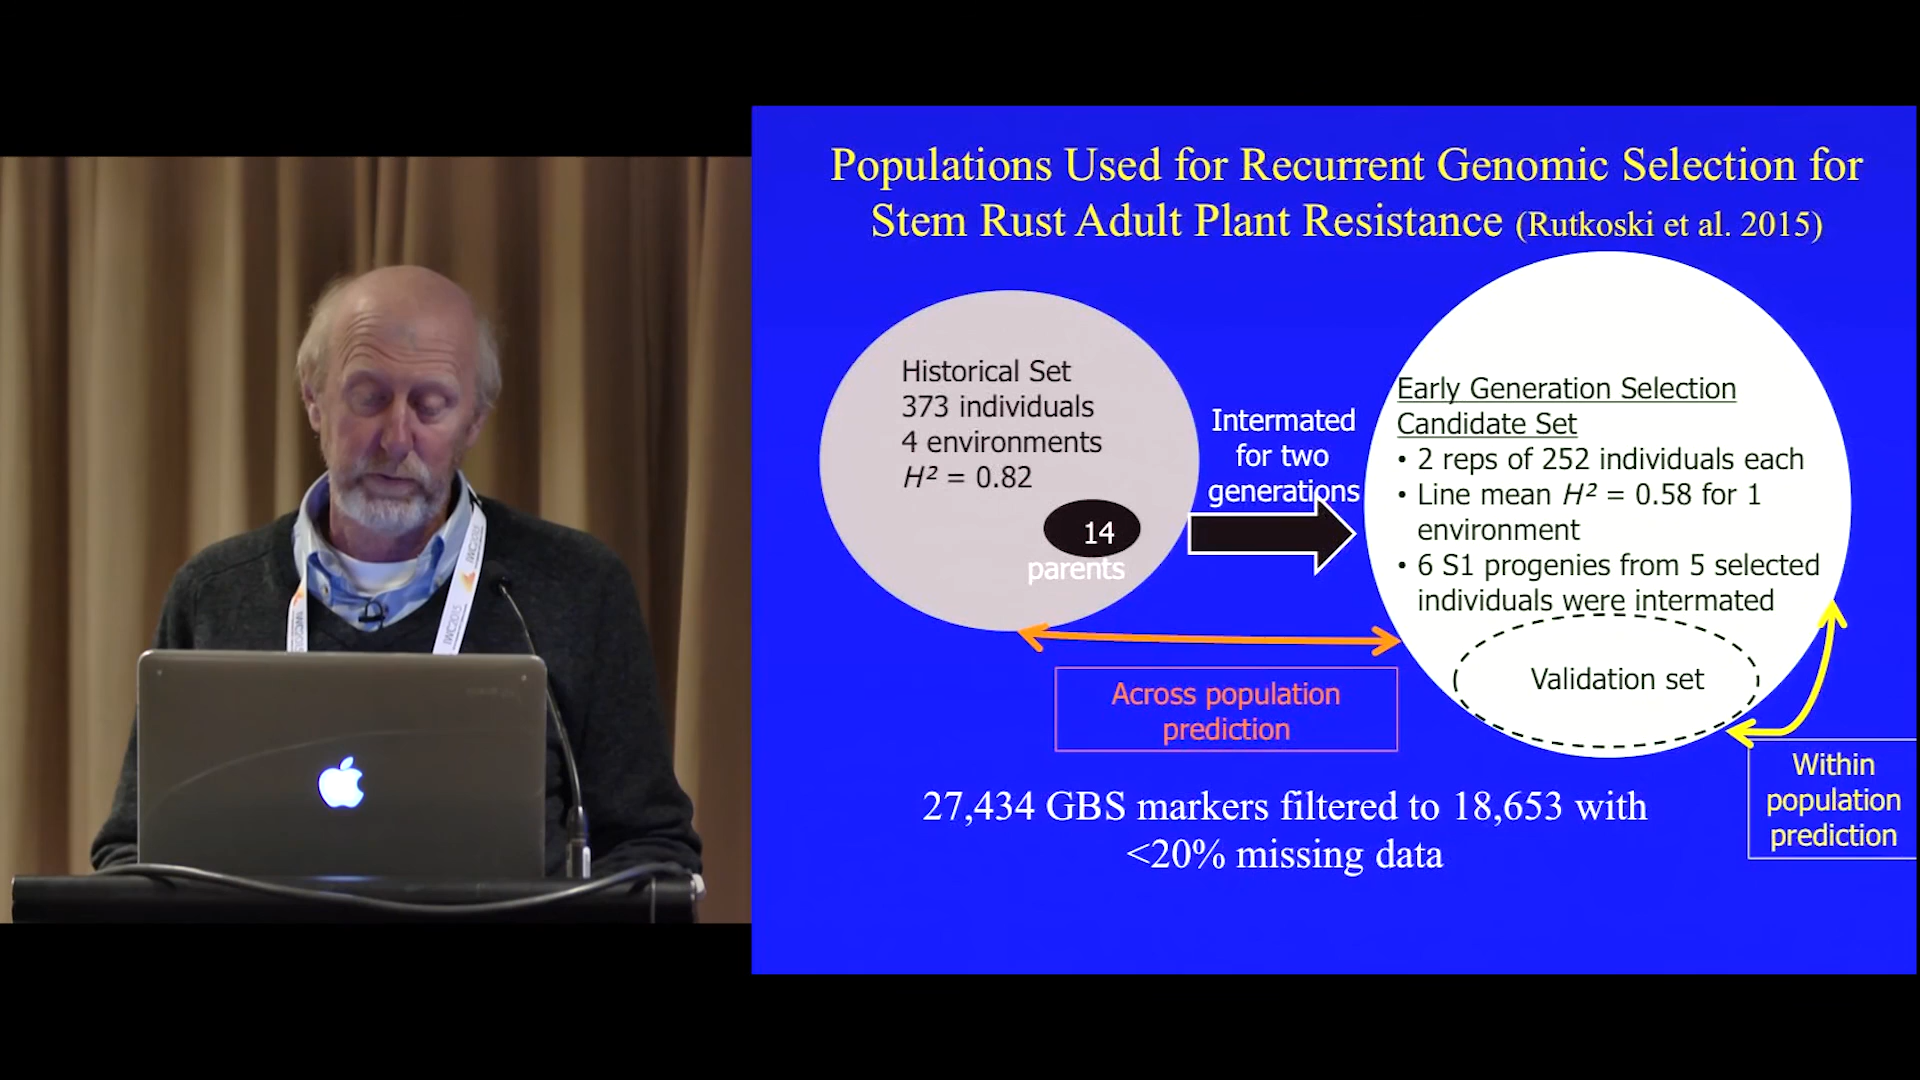 Populations Used for Recurrent Genomic Selection for
Stem Rust Adult Plant Resistance (Rutkoski et al. 2015)
Historical Set
373 individuals
4 environments
H² = 0.82
14
parents
Intermated
for two
generations
Early Generation Selection
Candidate Set
• 2 reps of 252 individuals each
• Line mean H² = 0.58 for 1
environment
• 6 S1 progenies from 5 selected
individuals were intermated
Validation set
Across population
prediction
Within
population
prediction
27,434 GBS markers filtered to 18,653 with
<20% missing data
IWC2015